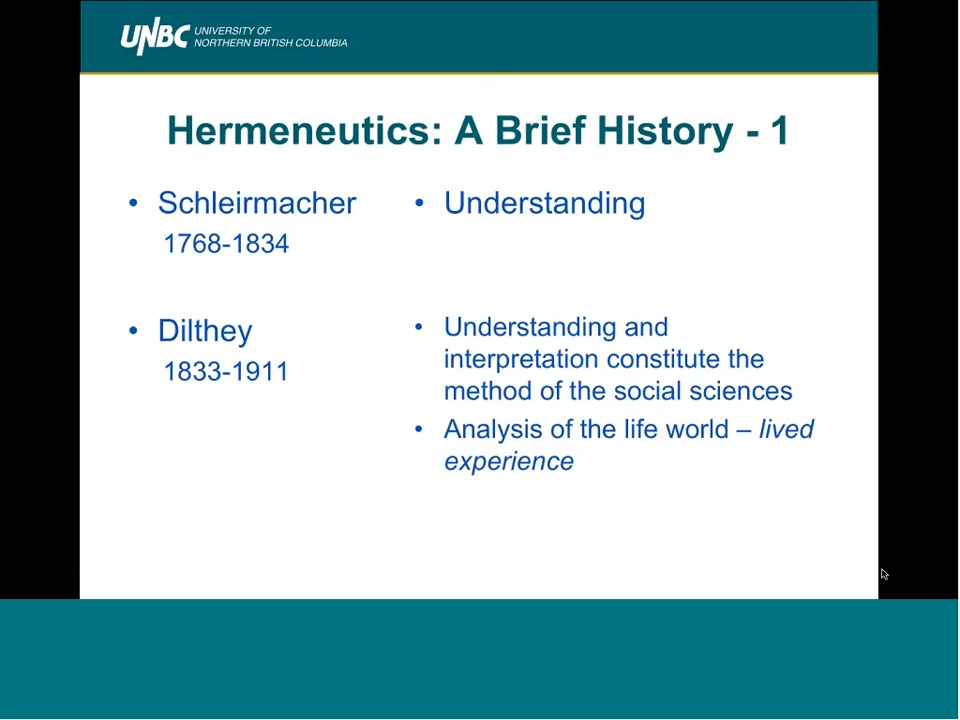 UNBC UNIVERSITY OF
NORTHERN BRITISH COLUMBIA
Hermeneutics: A Brief History - 1
• Schleirmacher
1768-1834
• Understanding
• Dilthey
1833-1911
• Understanding and
interpretation constitute the
method of the social sciences
• Analysis of the life world – lived
experience